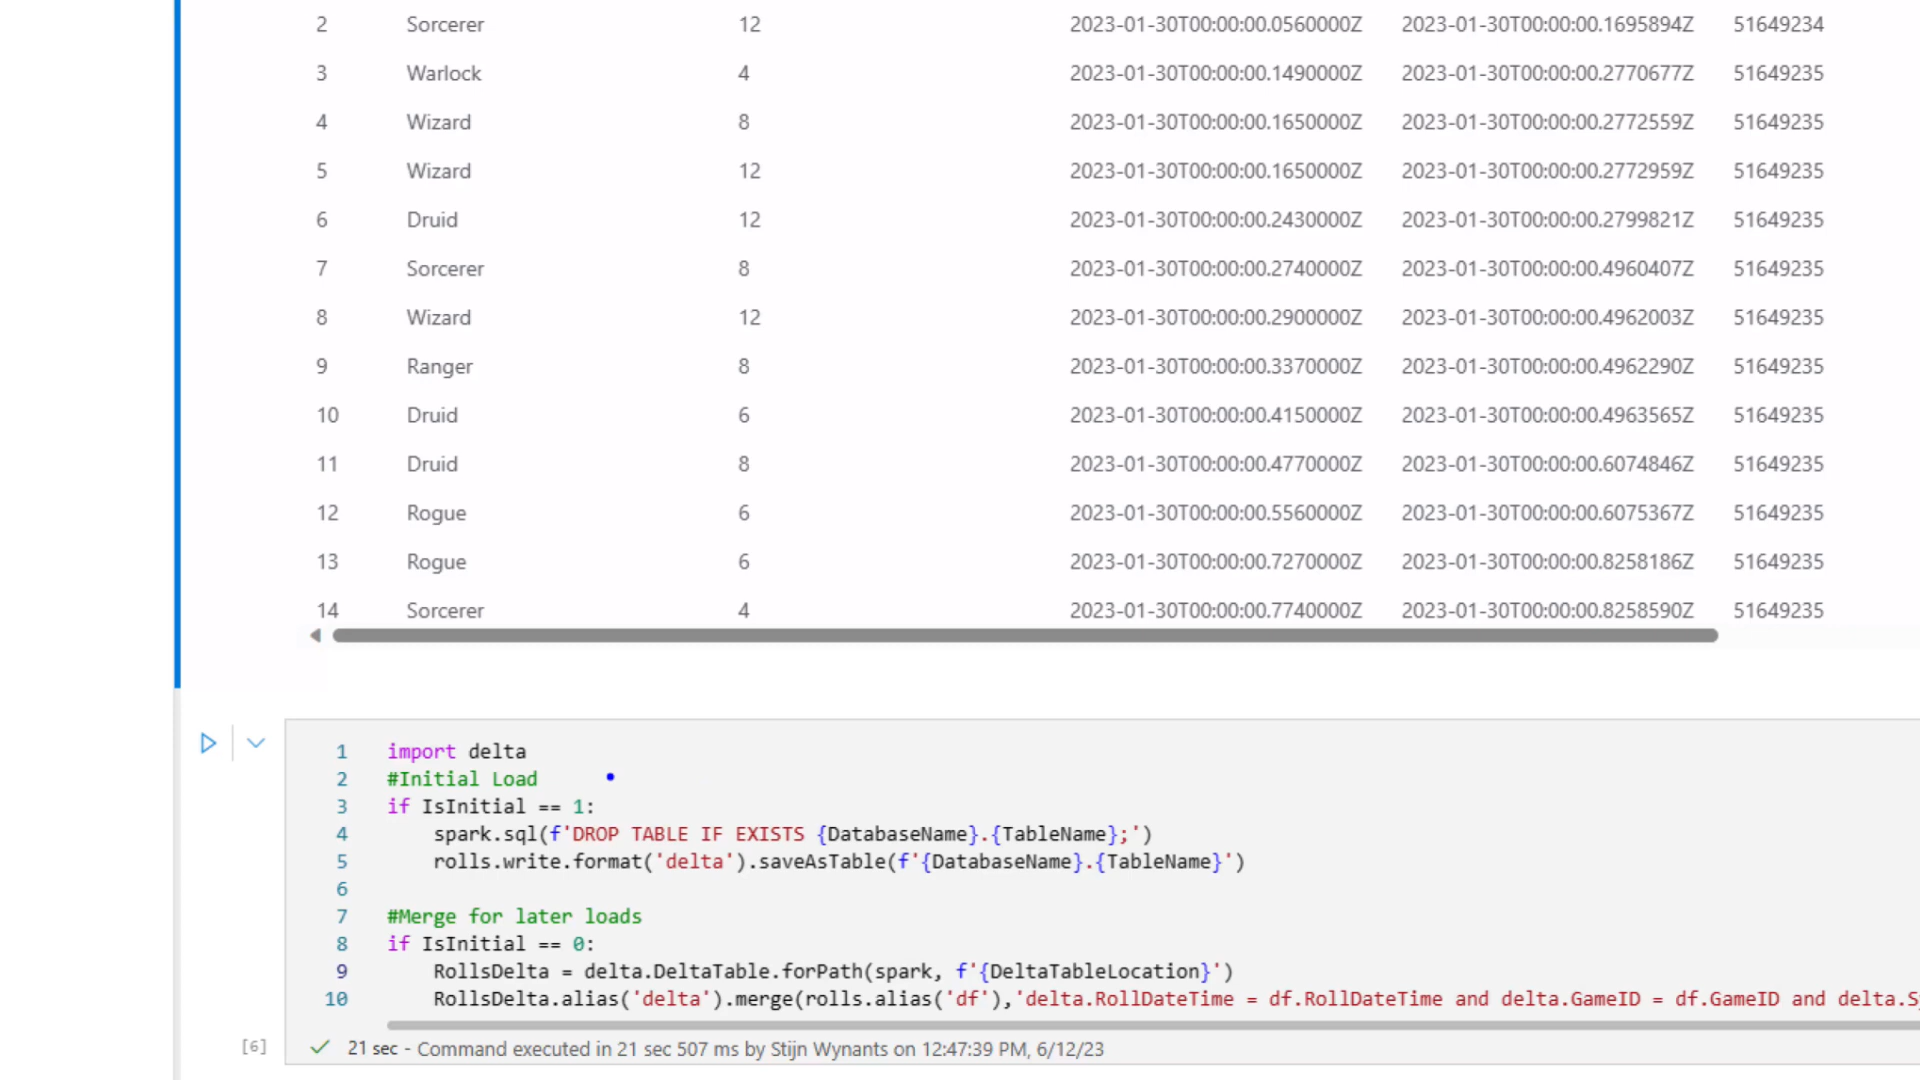 2 Sorcerer 12 2023-01-30T00:00:00.0560000Z 2023-01-30T00:00:00.1695894Z 51649234
3 Warlock 4 2023-01-30T00:00:00.1490000Z 2023-01-30T00:00:00.2770677Z 51649235
4 Wizard 8 2023-01-30T00:00:00.1650000Z 2023-01-30T00:00:00.2772559Z 51649235
5 Wizard 12 2023-01-30T00:00:00.1650000Z 2023-01-30T00:00:00.2772959Z 51649235
6 Druid 12 2023-01-30T00:00:00.2430000Z 2023-01-30T00:00:00.2799821Z 51649235
7 Sorcerer 8 2023-01-30T00:00:00.2740000Z 2023-01-30T00:00:00.4960407Z 51649235
8 Wizard 12 2023-01-30T00:00:00.2900000Z 2023-01-30T00:00:00.4962003Z 51649235
9 Ranger 8 2023-01-30T00:00:00.3370000Z 2023-01-30T00:00:00.4962290Z 51649235
10 Druid 6 2023-01-30T00:00:00.4150000Z 2023-01-30T00:00:00.4963565Z 51649235
11 Druid 8 2023-01-30T00:00:00.4770000Z 2023-01-30T00:00:00.6074846Z 51649235
12 Rogue 6 2023-01-30T00:00:00.5560000Z 2023-01-30T00:00:00.6075367Z 51649235
13 Rogue 6 2023-01-30T00:00:00.7270000Z 2023-01-30T00:00:00.8258186Z 51649235
14 Sorcerer 4 2023-01-30T00:00:00.7740000Z 2023-01-30T00:00:00.8258590Z 51649235
1 import delta
2 #Initial Load
3 if IsInitial == 1:
4 spark.sql(f'DROP TABLE IF EXISTS {DatabaseName}.{TableName};')
5 rolls.write.format('delta').saveAsTable(f'{DatabaseName}.{TableName}')
6
7 #Merge for later loads
8 if IsInitial == 0:
9 RollsDelta = delta.DeltaTable.forPath(spark, f'{DeltaTableLocation}')
10 RollsDelta.alias('delta').merge(rolls.alias('df'),'delta.RollDateTime = df.RollDateTime and delta.GameID = df.GameID and delta.S
[6] 21 sec - Command executed in 21 sec 507 ms by Stijn Wynants on 12:47:39 PM, 6/12/23